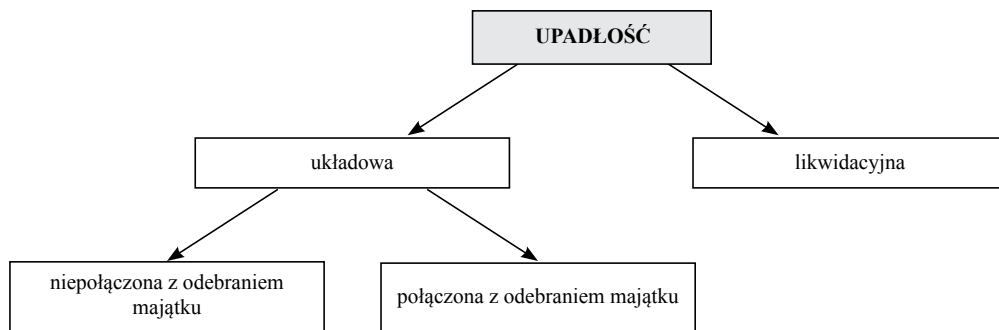 UPADŁOŚĆ
układowa
likwidacyjna
niepołączona z odebraniem
majątku
połączona z odebraniem majątku